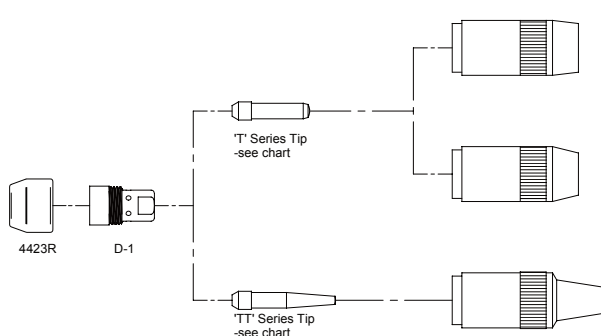 'T' Series Tip
-see chart
4423R
D-1
'TT' Series Tip
-see chart